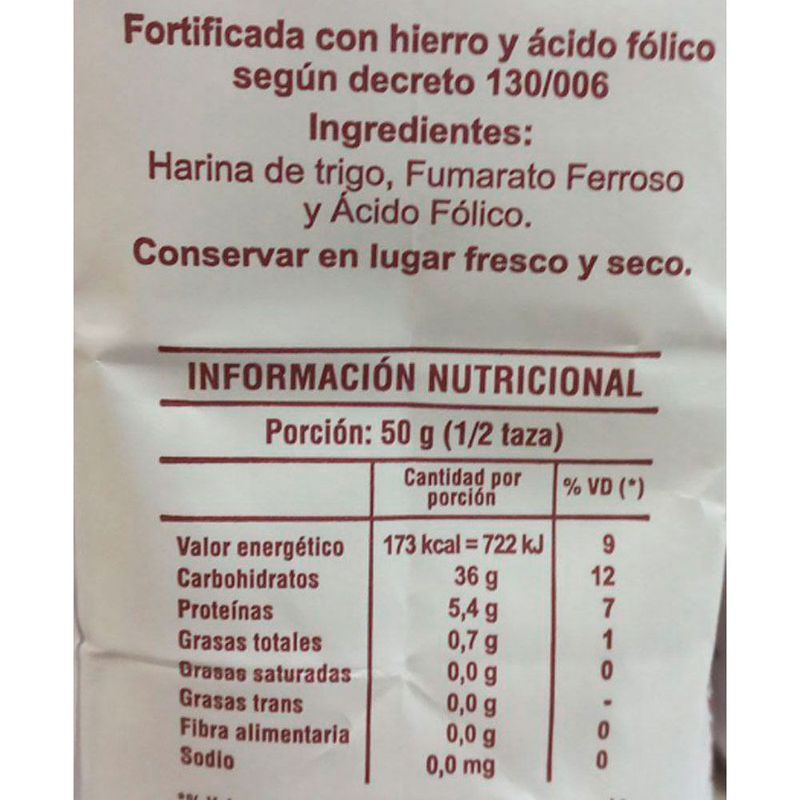 Fortificada con hierro y ácido fólico
según decreto 130/006
Ingredientes:
Harina de trigo, Fumarato Ferroso
y Ácido Fólico.
Conservar en lugar fresco y seco.
INFORMACIÓN NUTRICIONAL
Porción: 50 g (1/2 taza)
Cantidad por porción % VD (*)
Valor energético 173 kcal = 722 kJ 9
Carbohidratos 36 g 12
Proteínas 5,4 g 7
Grasas totales 0,7 g 1
Grasas saturadas 0,0 g 0
Grasas trans 0,0 g -
Fibra alimentaria 0,0 g 0
Sodio 0,0 mg 0